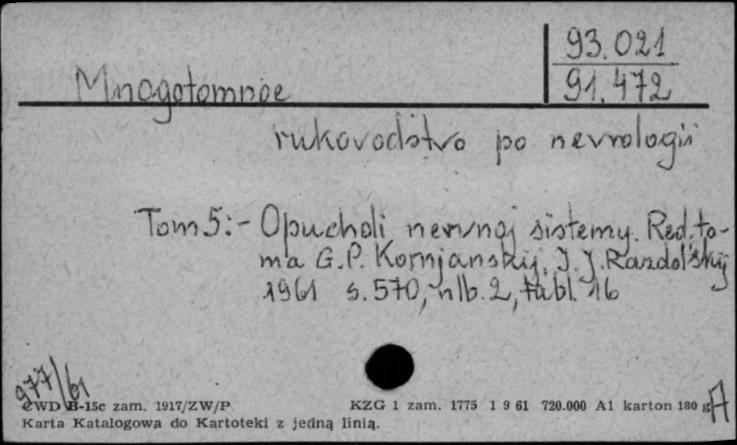 93.021
91.472
Mnogotomnoe
rukovodstvo po nevrologii
Tom 5:- Opucholi nervnoj sistemy. Red. to-
ma G.P. Kornjanskij, I. J. Razdol'skij
1961 s. 570, nlb. 2, tabl. 16
977/61
CWD B-15c zam. 1917/ZW/P KZG 1 zam. 1775 1 9 61 720.000 A1 karton 180 g
Karta Katalogowa do Kartoteki z jedną linią.